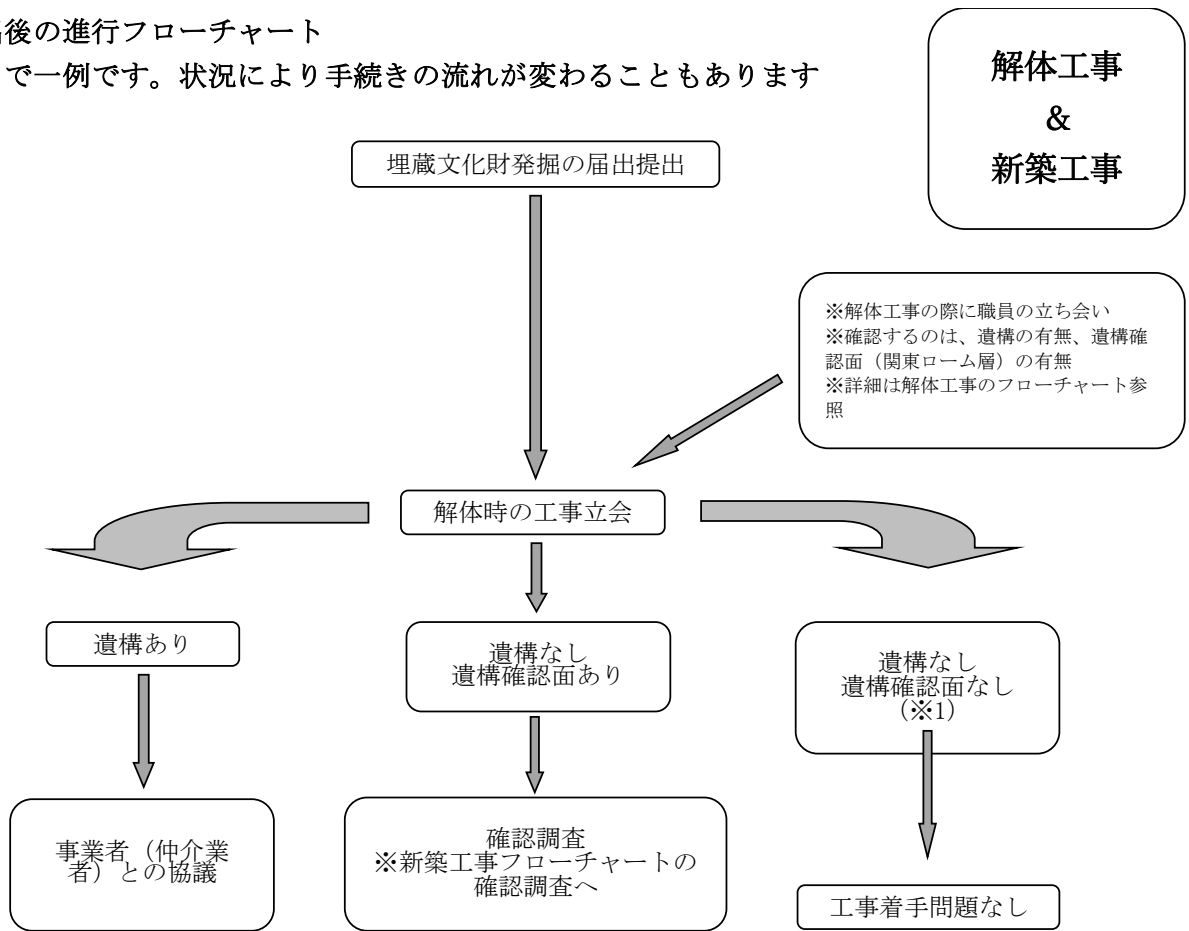 後の進行フローチャート
で一例です。状況により手続きの流れが変わることもあります
解体工事
&
新築工事
埋蔵文化財発掘の届出提出
※解体工事の際に職員の立ち会い
※確認するのは、遺構の有無、遺構確
認面（関東ローム層）の有無
※詳細は解体工事のフローチャート参
照
解体時の工事立会
遺構あり
遺構なし
遺構確認面あり
遺構なし
遺構確認面なし
（※1）
事業者（仲介業
者）との協議
確認調査
※新築工事フローチャートの
確認調査へ
工事着手問題なし